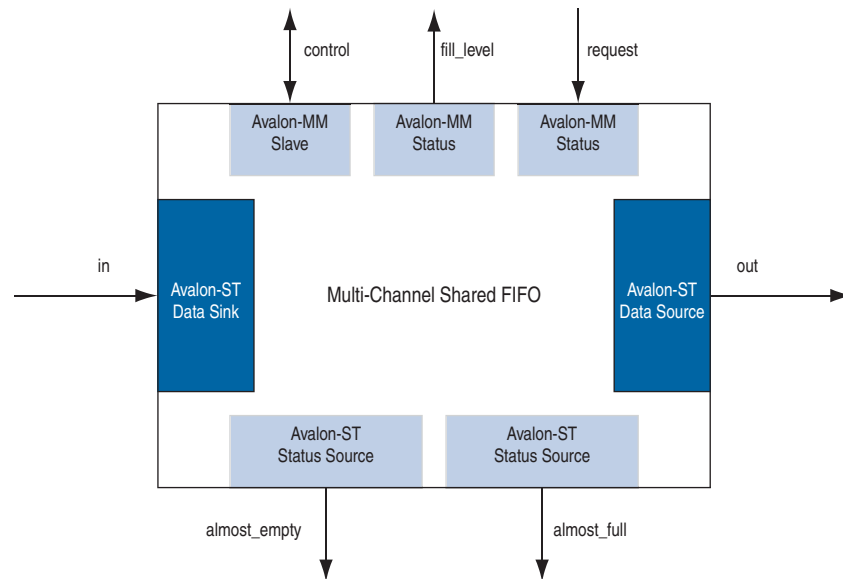 control
fill_level
request
Avalon-MM
Slave
Avalon-MM
Status
Avalon-MM
Status
in
Avalon-ST
Data Sink
Multi-Channel Shared FIFO
Avalon-ST
Data Source
out
Avalon-ST
Status Source
Avalon-ST
Status Source
almost_empty
almost_full